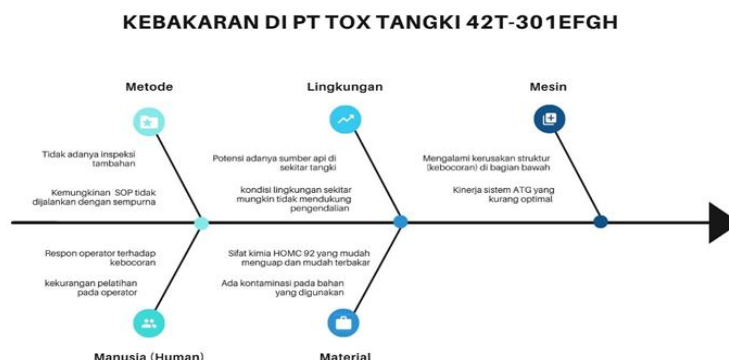 KEBAKARAN DI PT TOX TANGKI 42T-301EFGH
Metode
Lingkungan
Mesin
Tidak adanya inspeksi
tambahan
Kemungkinan SOP tidak
dijalankan dengan sempurna
Potensi adanya sumber api di
sekitar tangki
kondisi lingkungan sekitar
mungkin tidak mendukung
pengendalian
Mengalami kerusakan struktur
(kebocoran) di bagian bawah
Kinerja sistem ATG yang
kurang optimal
Respon operator terhadap
kebocoran
kekurangan pelatihan
pada operator
Sifat kimia HOMC 92 yang mudah
menguap dan mudah terbakar
Ada kontaminasi pada bahan
yang digunakan
Manusia (Human)
Material